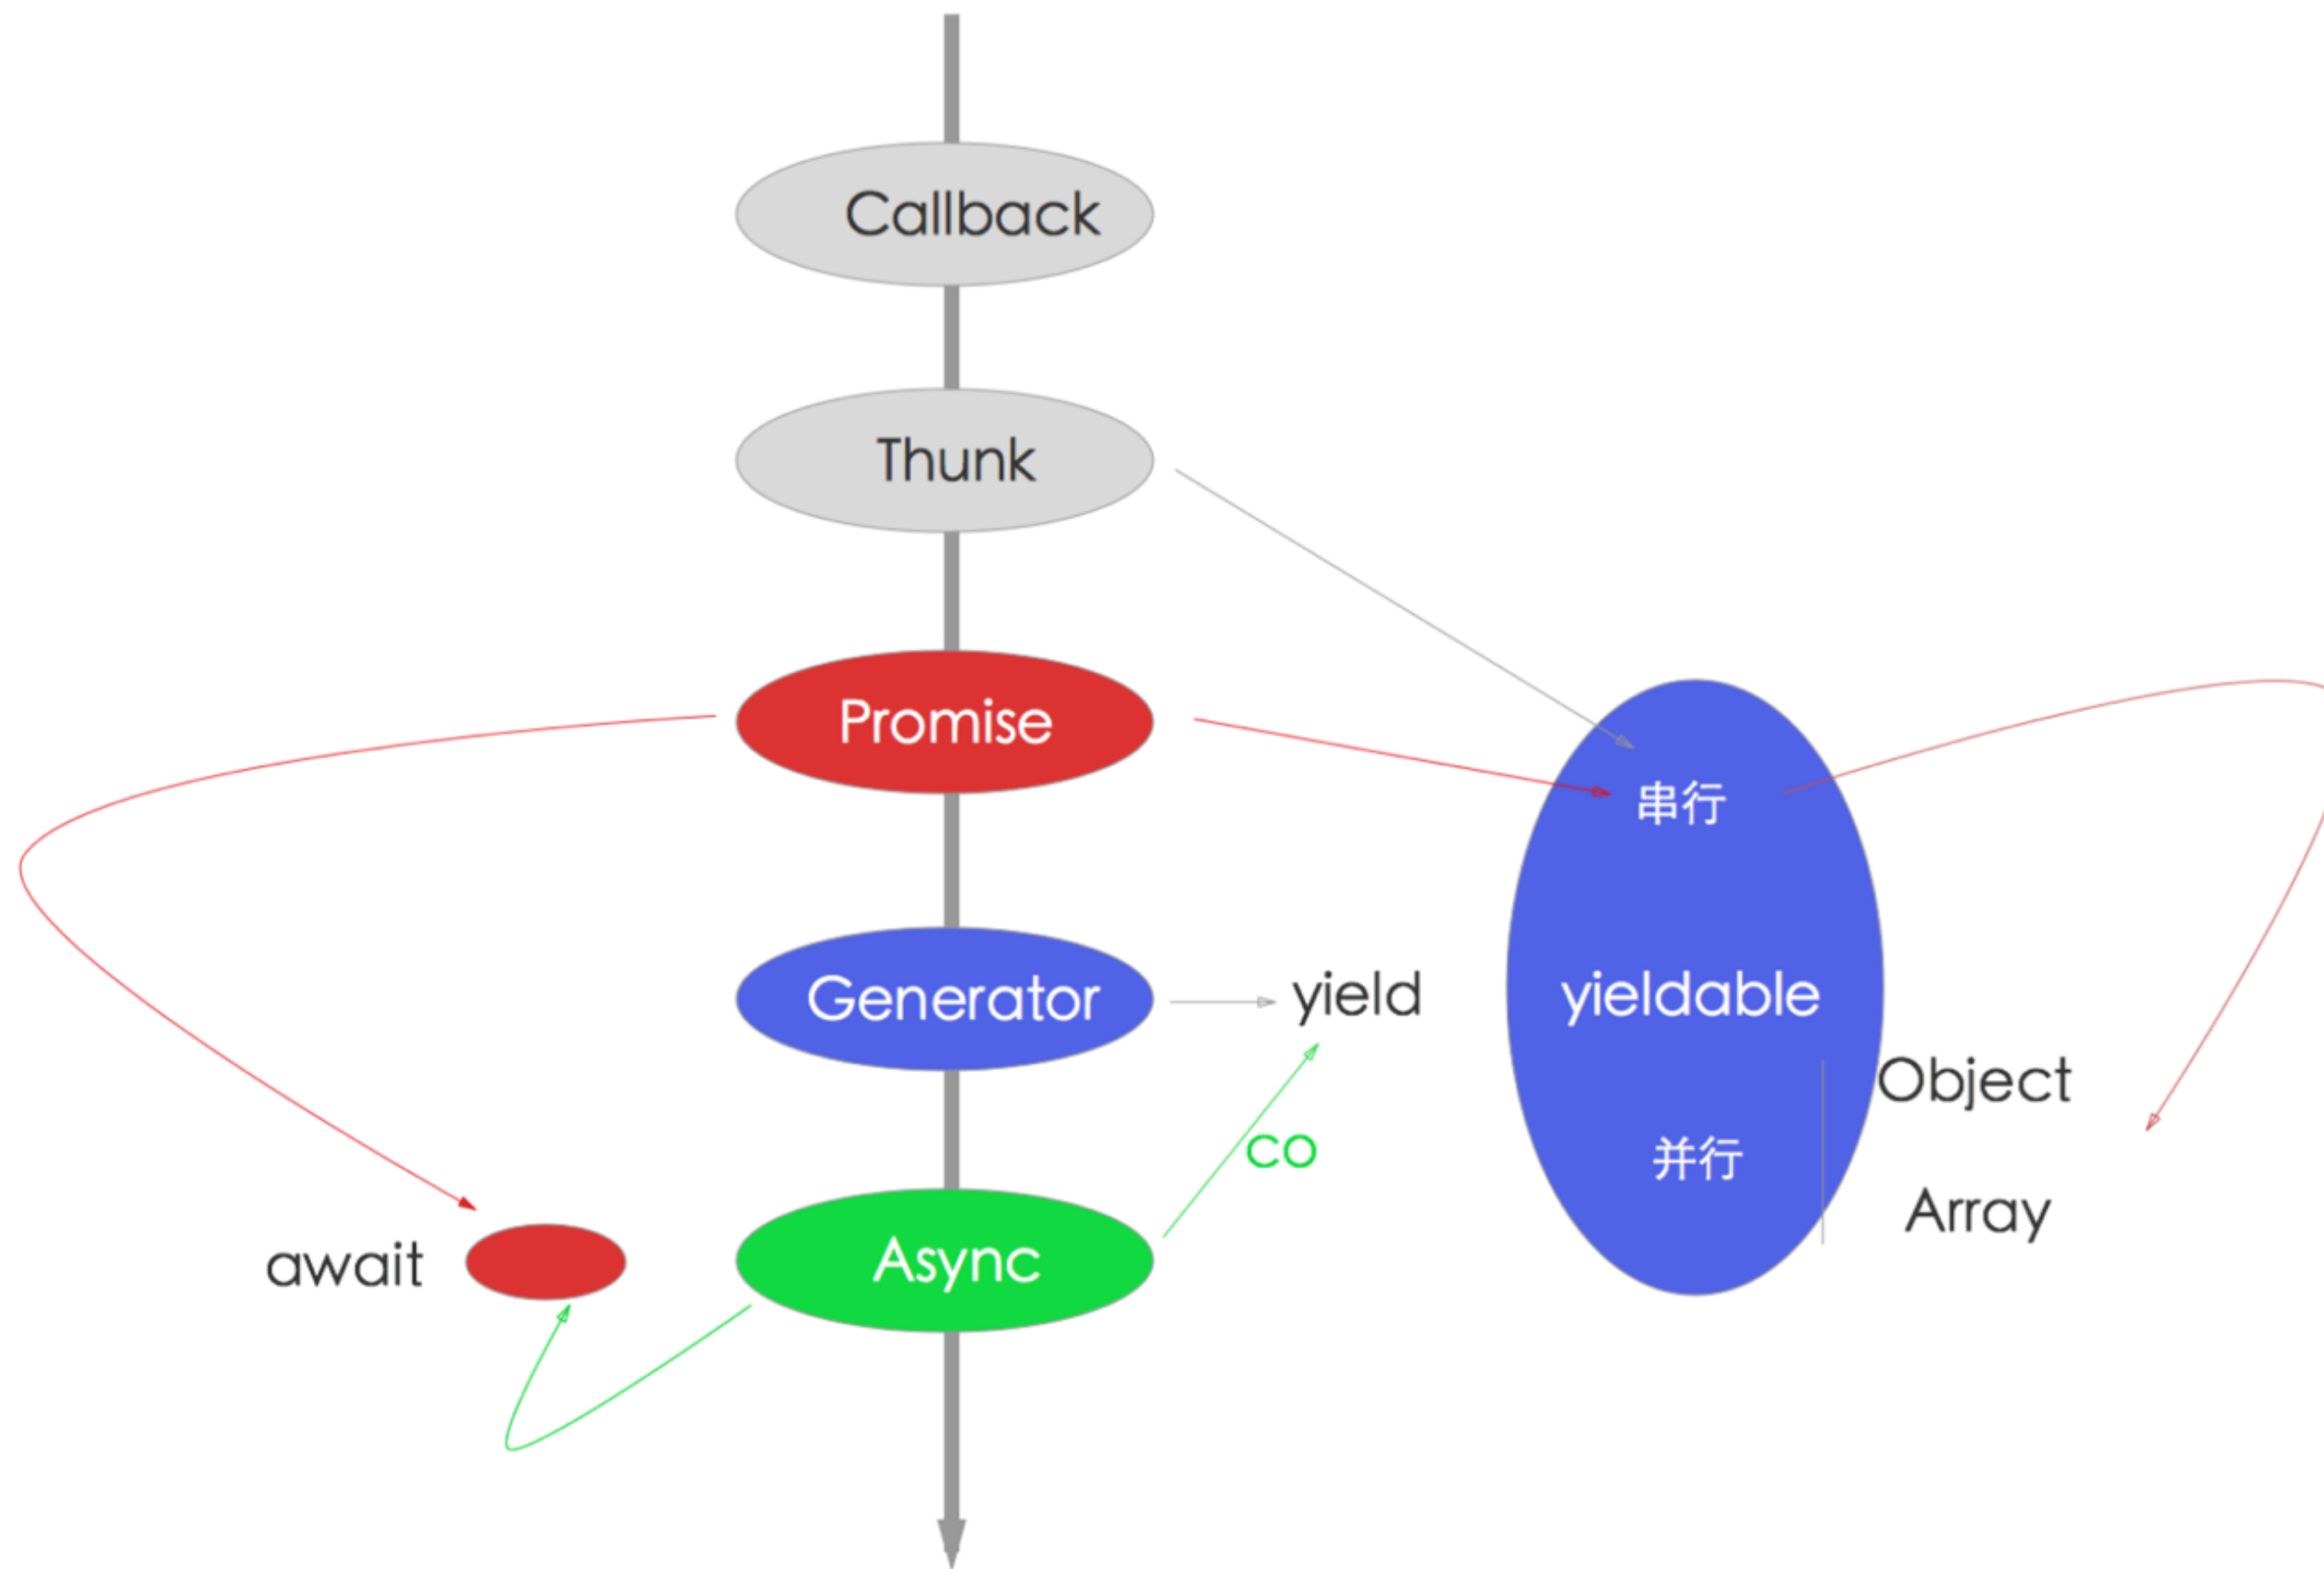 Callback
Thunk
Promise
串行
Generator
yield
yieldable
Object
co
并行
Array
await
Async